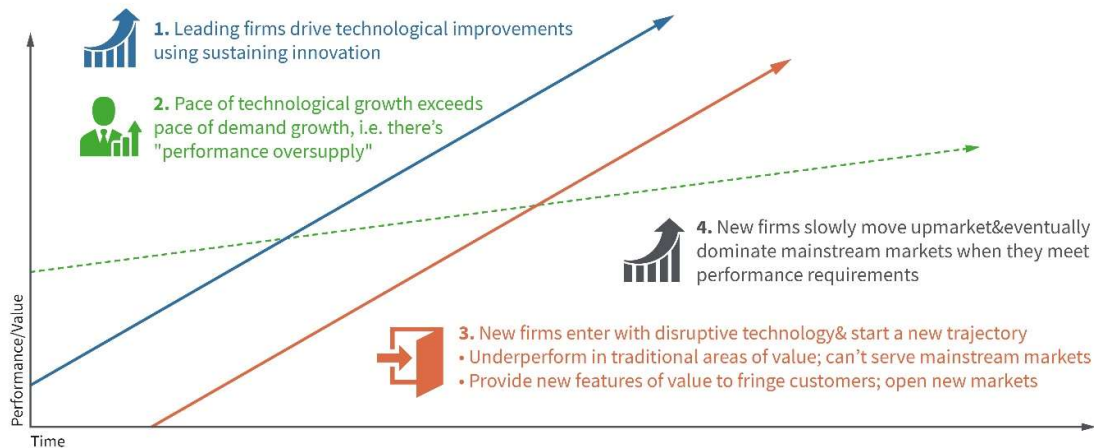 1. Leading firms drive technological improvements
using sustaining innovation
2. Pace of technological growth exceeds
pace of demand growth, i.e. there's
"performance oversupply"
4. New firms slowly move upmarket&eventually
dominate mainstream markets when they meet
performance requirements
3. New firms enter with disruptive technology& start a new trajectory
• Underperform in traditional areas of value; can't serve mainstream markets
• Provide new features of value to fringe customers; open new markets
Performance/Value
Time